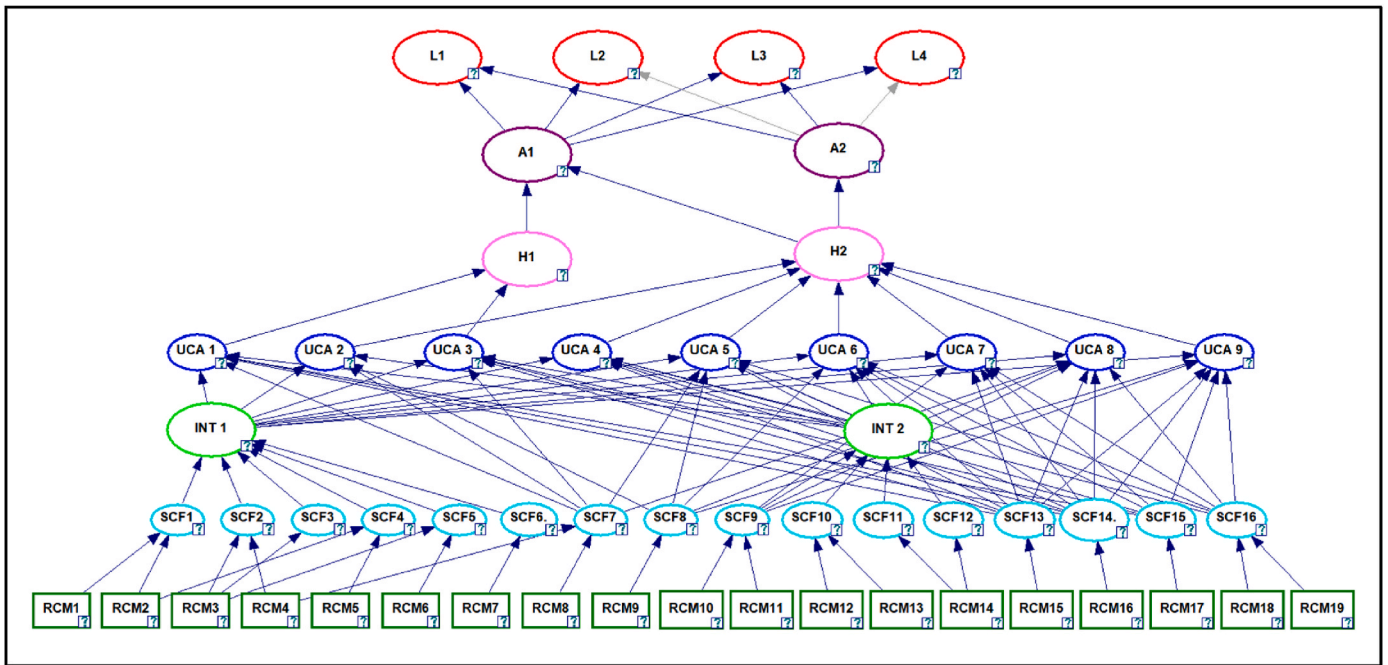 L1 L2 L3 L4
? ? ? ?
A1 A2
? ?
H1 H2
? ?
UCA 1 UCA 2 UCA 3 UCA 4 UCA 5 UCA 6 UCA 7 UCA 8 UCA 9
? ? ? ? ? ? ? ? ?
INT 1 INT 2
? ?
SCF1 SCF2 SCF3 SCF4 SCF5 SCF6. SCF7 SCF8 SCF9 SCF10 SCF11 SCF12 SCF13 SCF14. SCF15 SCF16
? ? ? ? ? ? ? ? ? ? ? ? ? ? ? ?
RCM1 RCM2 RCM3 RCM4 RCM5 RCM6 RCM7 RCM8 RCM9 RCM10 RCM11 RCM12 RCM13 RCM14 RCM15 RCM16 RCM17 RCM18 RCM19
? ? ? ? ? ? ? ? ? ? ? ? ? ? ? ? ? ? ?